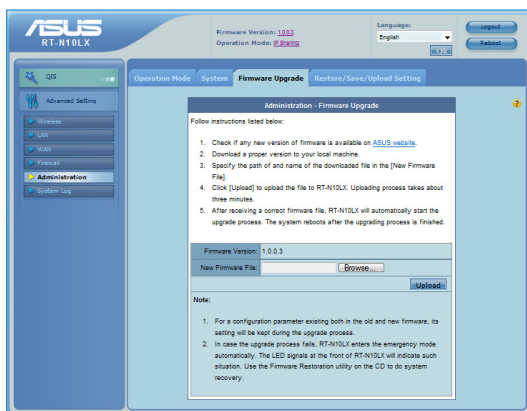 ASUS
RT-N10LX
Firmware Version: 1.0.0.3
Operation Mode: IP Sharing
Language:
English
Logout
Reboot
QIS
Advanced Setting
Wireless
LAN
WAN
Firewall
Administration
System Log
Operation Mode System Firmware Upgrade Restore/Save/Upload Setting
Administration - Firmware Upgrade
Follow instructions listed below:
1. Check if any new version of firmware is available on ASUS website.
2. Download a proper version to your local machine.
3. Specify the path of and name of the downloaded file in the [New Firmware
File].
4. Click [Upload] to upload the file to RT-N10LX. Uploading process takes about
three minutes.
5. After receiving a correct firmware file, RT-N10LX will automatically start the
upgrade process. The system reboots after the upgrading process is finished.
Firmware Version: 1.0.0.3
New Firmware File: Browse...
Upload
Note:
1. For a configuration parameter existing both in the old and new firmware, its
setting will be kept during the upgrade process.
2. In case the upgrade process fails, RT-N10LX enters the emergency mode
automatically. The LED signals at the front of RT-N10LX will indicate such
situation. Use the Firmware Restoration utility on the CD to do system
recovery.